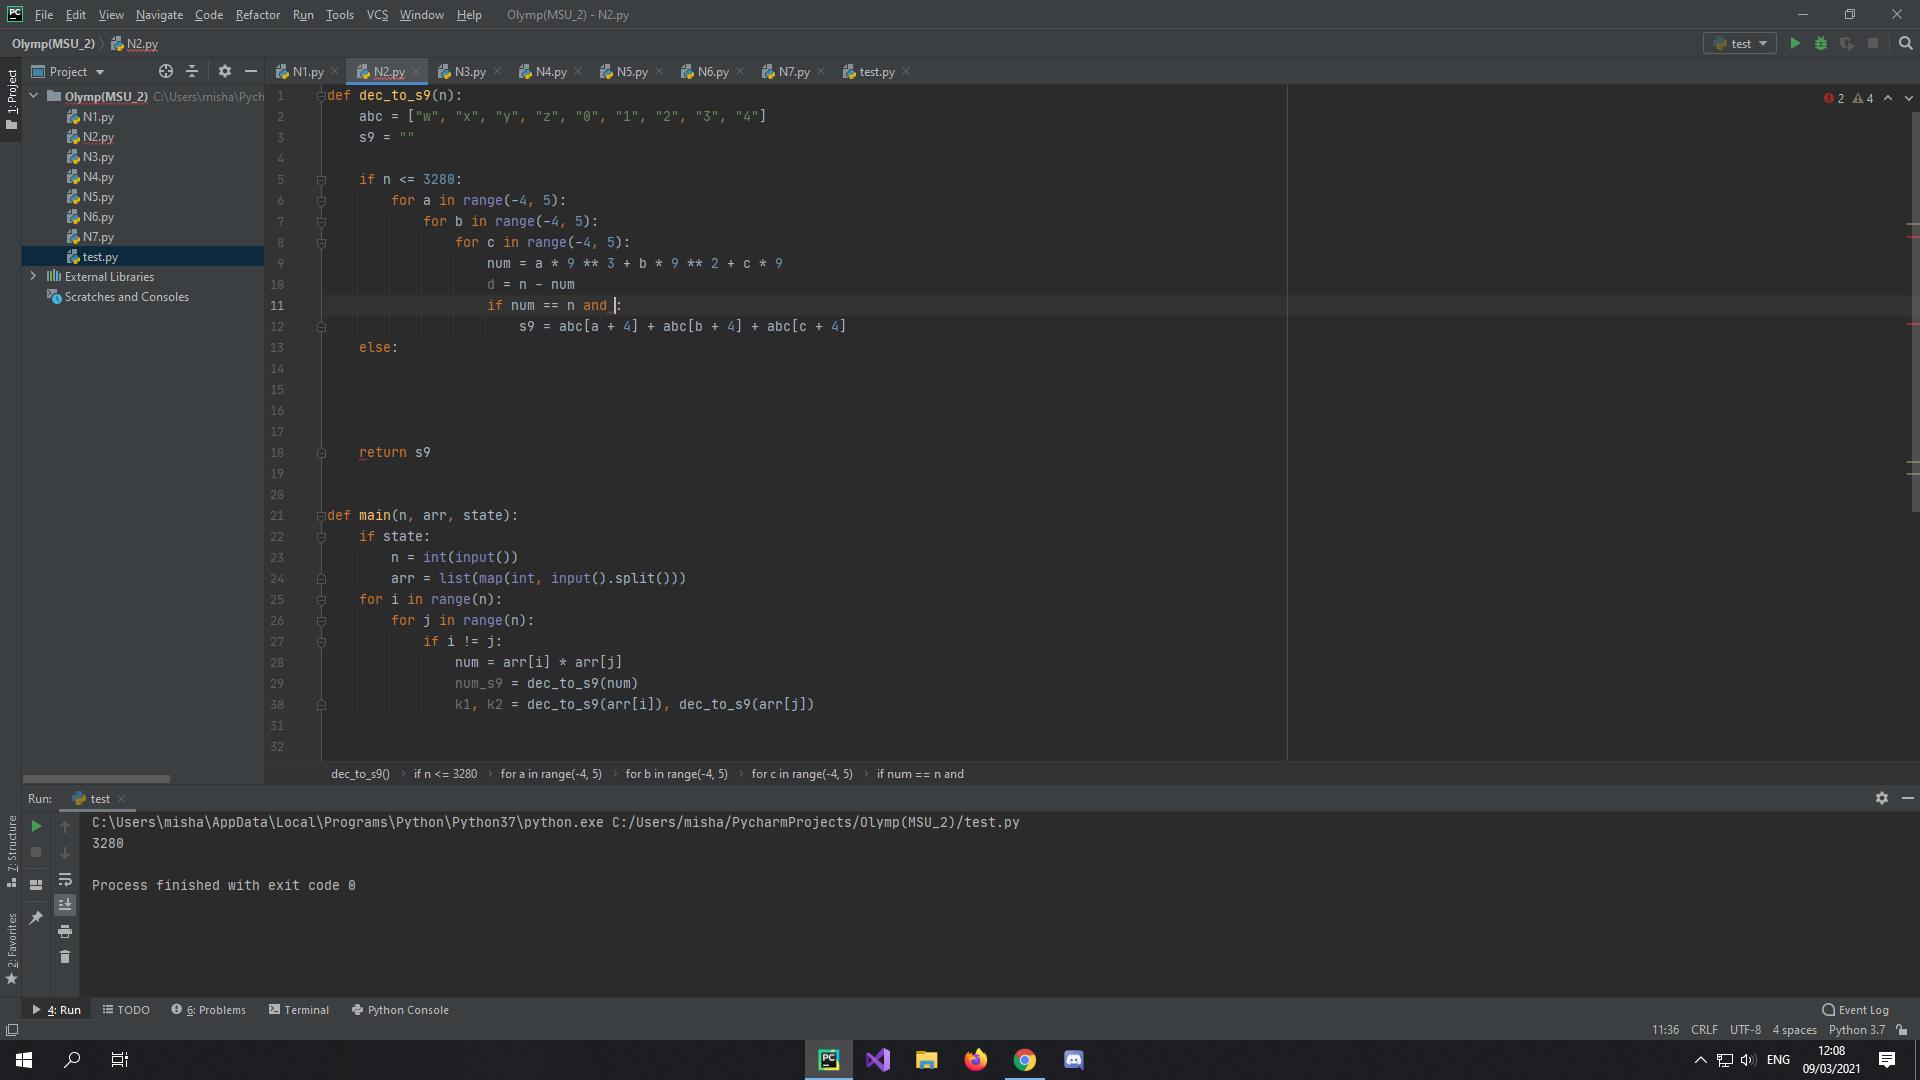 File Edit View Navigate Code Refactor Run Tools VCS Window Help Olymp(MSU_2) - N2.py
Olymp(MSU_2) N2.py test
Project N1.py N2.py N3.py N4.py N5.py N6.py N7.py test.py
1: Project
Olymp(MSU_2) C:\Users\misha\Pych
N1.py
N2.py
N3.py
N4.py
N5.py
N6.py
N7.py
test.py
External Libraries
Scratches and Consoles
2 4
1 def dec_to_s9(n):
2 abc = ["w", "x", "y", "z", "0", "1", "2", "3", "4"]
3 s9 = ""
4
5 if n <= 3280:
6 for a in range(-4, 5):
7 for b in range(-4, 5):
8 for c in range(-4, 5):
9 num = a * 9 ** 3 + b * 9 ** 2 + c * 9
10 d = n - num
11 if num == n and :
12 s9 = abc[a + 4] + abc[b + 4] + abc[c + 4]
13 else:
14
15
16
17
18 return s9
19
20
21 def main(n, arr, state):
22 if state:
23 n = int(input())
24 arr = list(map(int, input().split()))
25 for i in range(n):
26 for j in range(n):
27 if i != j:
28 num = arr[i] * arr[j]
29 num_s9 = dec_to_s9(num)
30 k1, k2 = dec_to_s9(arr[i]), dec_to_s9(arr[j])
31
32
dec_to_s9() if n <= 3280 for a in range(-4, 5) for b in range(-4, 5) for c in range(-4, 5) if num == n and
Run: test
C:\Users\misha\AppData\Local\Programs\Python\Python37\python.exe C:/Users/misha/PycharmProjects/Olymp(MSU_2)/test.py
3280
Process finished with exit code 0
7: Structure
2: Favorites
4: Run TODO 6: Problems Terminal Python Console Event Log
11:36 CRLF UTF-8 4 spaces Python 3.7
ENG 12:08
09/03/2021